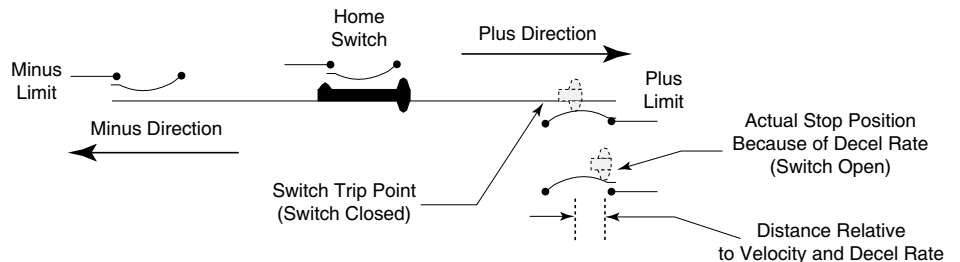 Home
Switch
Plus Direction
Minus
Limit
Plus
Limit
Minus Direction
Actual Stop Position
Because of Decel Rate
(Switch Open)
Switch Trip Point
(Switch Closed)
Distance Relative
to Velocity and Decel Rate